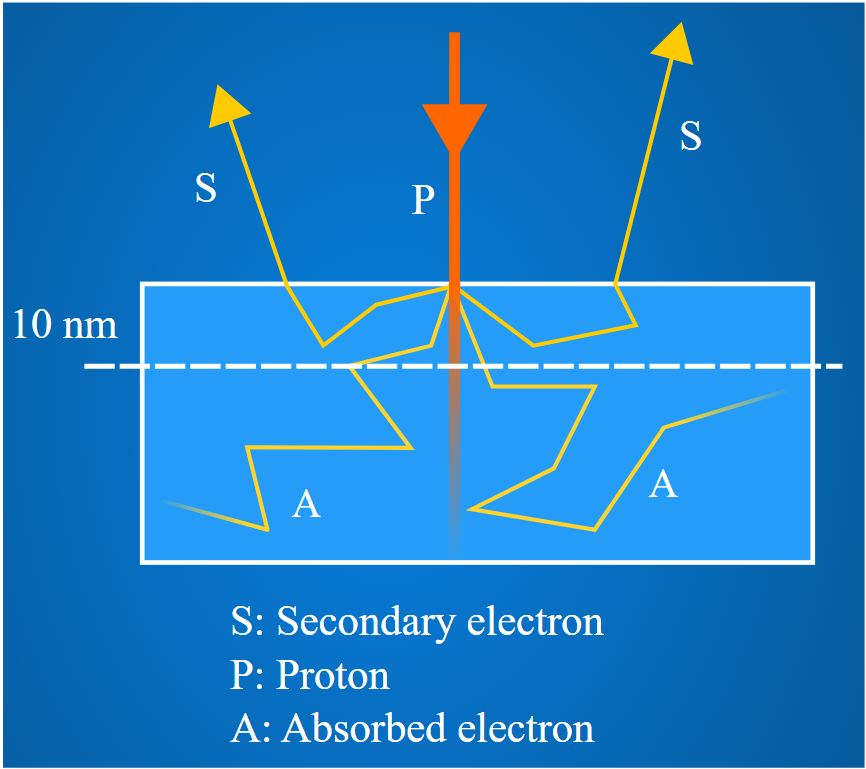 S
S
P
10 nm
A
A
S: Secondary electron
P: Proton
A: Absorbed electron